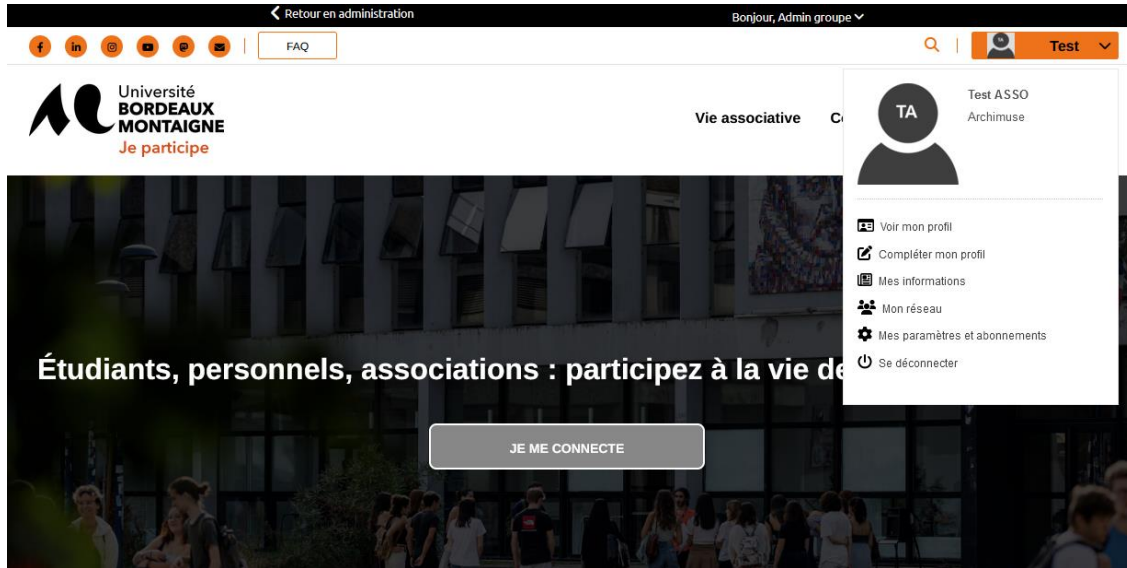 Retour en administration
Bonjour, Admin groupe
FAQ
TA
Test
Université
BORDEAUX
MONTAIGNE
Je participe
Vie associative
TA
Test ASSO
Archimuse
Voir mon profil
Compléter mon profil
Mes informations
Mon réseau
Mes paramètres et abonnements
Se déconnecter
Étudiants, personnels, associations : participez à la vie de
JE ME CONNECTE